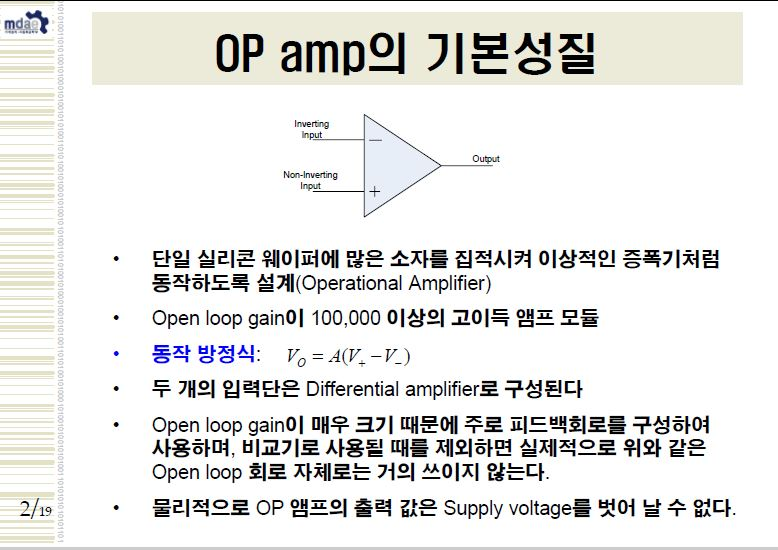 mdae
OP amp의 기본성질
Inverting
Input
Non-Inverting
Input
Output
• 단일 실리콘 웨이퍼에 많은 소자를 집적시켜 이상적인 증폭기처럼
동작하도록 설계(Operational Amplifier)
• Open loop gain이 100,000 이상의 고이득 앰프 모듈
• 동작 방정식: V_O = A(V_+ − V_−)
• 두 개의 입력단은 Differential amplifier로 구성된다
• Open loop gain이 매우 크기 때문에 주로 피드백회로를 구성하여
사용하며, 비교기로 사용될 때를 제외하면 실제적으로 위와 같은
Open loop 회로 자체로는 거의 쓰이지 않는다.
• 물리적으로 OP 앰프의 출력 값은 Supply voltage를 벗어 날 수 없다.
2/19